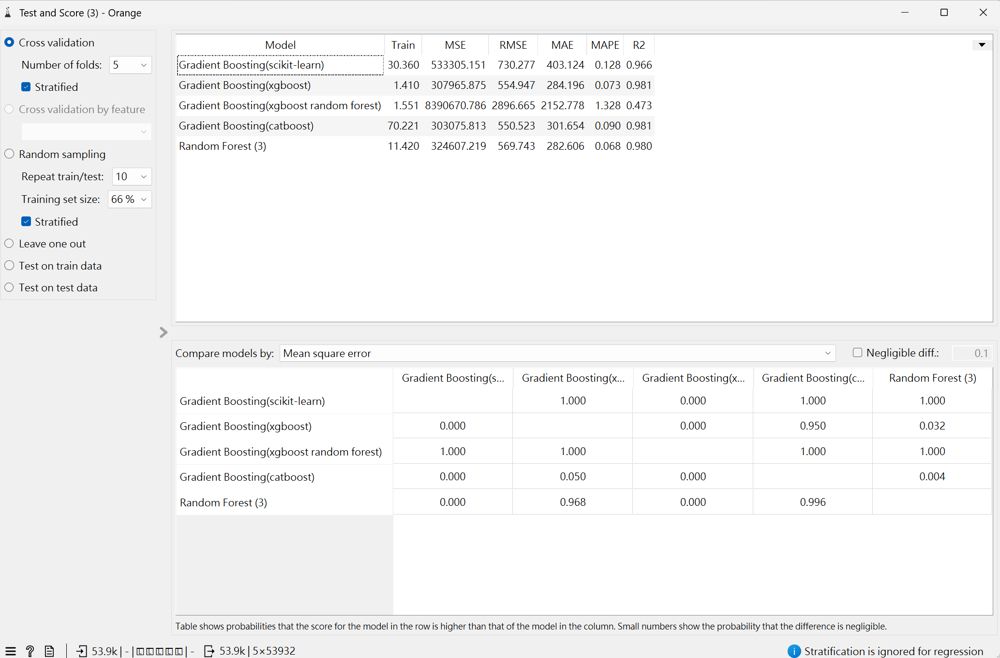 Test and Score (3) - Orange
Cross validation
Number of folds: 5
Stratified
Cross validation by feature
Random sampling
Repeat train/test: 10
Training set size: 66 %
Stratified
Leave one out
Test on train data
Test on test data
Model Train MSE RMSE MAE MAPE R2
Gradient Boosting(scikit-learn) 30.360 533305.151 730.277 403.124 0.128 0.966
Gradient Boosting(xgboost) 1.410 307965.875 554.947 284.196 0.073 0.981
Gradient Boosting(xgboost random forest) 1.551 8390670.786 2896.665 2152.778 1.328 0.473
Gradient Boosting(catboost) 70.221 303075.813 550.523 301.654 0.090 0.981
Random Forest (3) 11.420 324607.219 569.743 282.606 0.068 0.980
Compare models by: Mean square error Negligible diff.: 0.1
Gradient Boosting(s... Gradient Boosting(x... Gradient Boosting(x... Gradient Boosting(c... Random Forest (3)
Gradient Boosting(scikit-learn) 1.000 0.000 1.000 1.000
Gradient Boosting(xgboost) 0.000 0.000 0.950 0.032
Gradient Boosting(xgboost random forest) 1.000 1.000 1.000 1.000
Gradient Boosting(catboost) 0.000 0.050 0.000 0.004
Random Forest (3) 0.000 0.968 0.000 0.996
Table shows probabilities that the score for the model in the row is higher than that of the model in the column. Small numbers show the probability that the difference is negligible.
53.9k | - | | - 53.9k | 5×53932
Stratification is ignored for regression